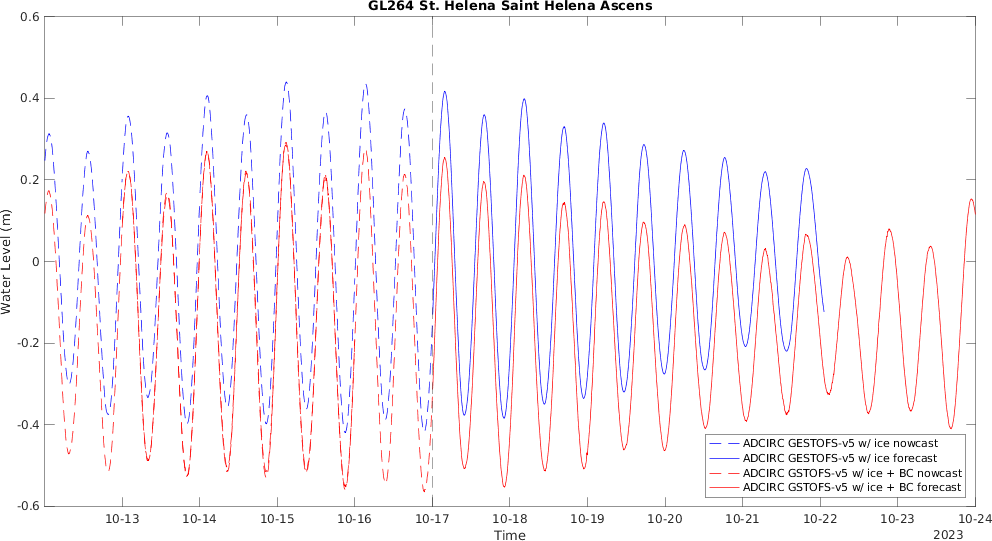 GL264 St. Helena Saint Helena Ascens
0.6
0.4
0.2
0
-0.2
-0.4
-0.6
Water Level (m)
10-13 10-14 10-15 10-16 10-17 10-18 10-19 10-20 10-21 10-22 10-23 10-24
Time
2023
ADCIRC GESTOFS-v5 w/ ice nowcast
ADCIRC GESTOFS-v5 w/ ice forecast
ADCIRC GSTOFS-v5 w/ ice + BC nowcast
ADCIRC GSTOFS-v5 w/ ice + BC forecast